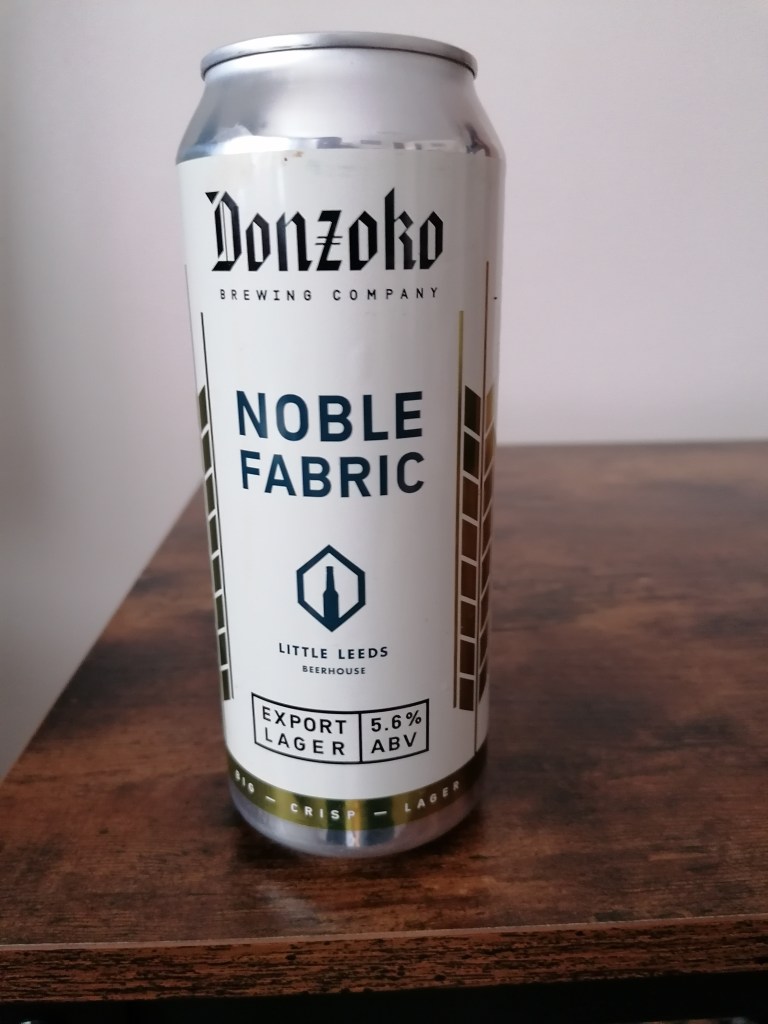 Donzoko
BREWING COMPANY
NOBLE
FABRIC
LITTLE LEEDS
BEERHOUSE
EXPORT
LAGER
5.6%
ABV
BIG — CRISP — LAGER